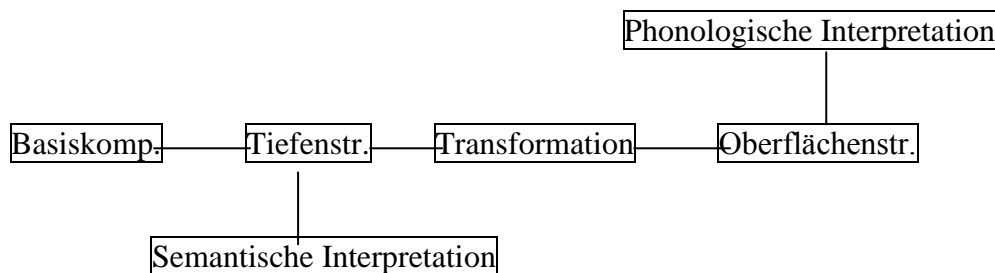 Phonologische Interpretation
Basiskomp. Tiefenstr. Transformation Oberflächenstr.
Semantische Interpretation